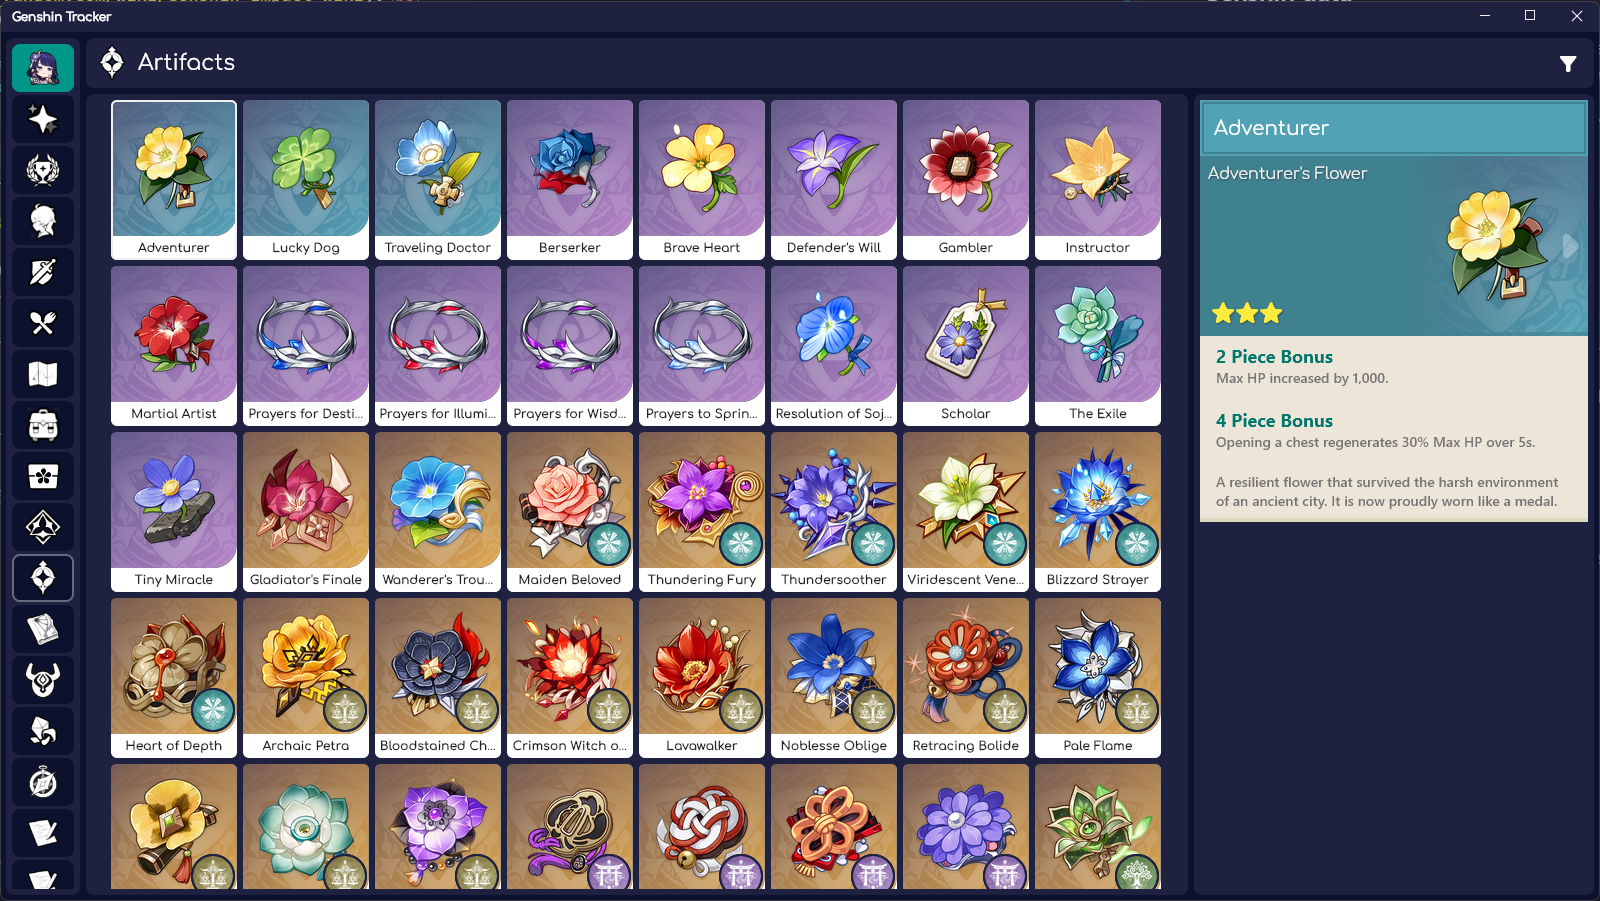 Genshin Tracker
Artifacts
Adventurer
Lucky Dog
Traveling Doctor
Berserker
Brave Heart
Defender's Will
Gambler
Instructor
Martial Artist
Prayers for Desti...
Prayers for Illumi...
Prayers for Wisd...
Prayers to Sprin...
Resolution of Soj...
Scholar
The Exile
Tiny Miracle
Gladiator's Finale
Wanderer's Trou...
Maiden Beloved
Thundering Fury
Thundersoother
Viridescent Vene...
Blizzard Strayer
Heart of Depth
Archaic Petra
Bloodstained Ch...
Crimson Witch o...
Lavawalker
Noblesse Oblige
Retracing Bolide
Pale Flame
Adventurer
Adventurer's Flower
2 Piece Bonus
Max HP increased by 1,000.
4 Piece Bonus
Opening a chest regenerates 30% Max HP over 5s.
A resilient flower that survived the harsh environment
of an ancient city. It is now proudly worn like a medal.